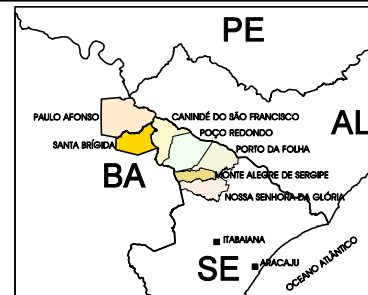 PE
PAULO AFONSO
CANINDÉ DO SÃO FRANCISCO
AL
POÇO REDONDO
SANTA BRÍGIDA
PORTO DA FOLHA
BA
MONTE ALEGRE DE SERGIPE
NOSSA SENHORA DA GLÓRIA
ITABAIANA
SE
ARACAJU
OCEANO ATLÂNTICO